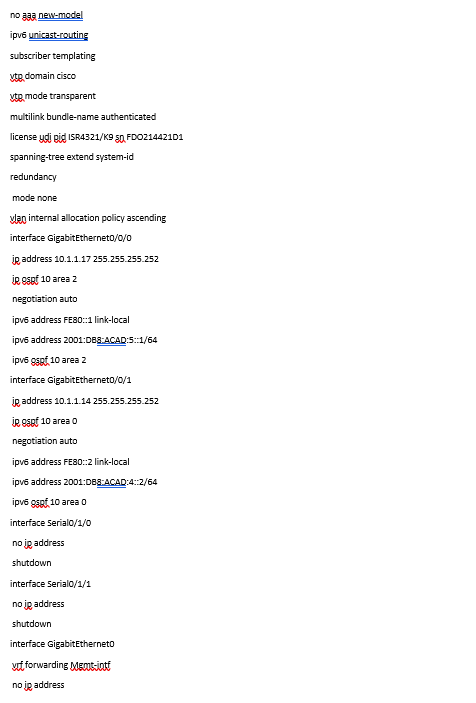 no aaa new-model
ipv6 unicast-routing
subscriber templating
vtp domain cisco
vtp mode transparent
multilink bundle-name authenticated
license udi pid ISR4321/K9 sn FDO214421D1
spanning-tree extend system-id
redundancy
mode none
vlan internal allocation policy ascending
interface GigabitEthernet0/0/0
ip address 10.1.1.17 255.255.255.252
ip ospf 10 area 2
negotiation auto
ipv6 address FE80::1 link-local
ipv6 address 2001:DB8:ACAD:5::1/64
ipv6 ospf 10 area 2
interface GigabitEthernet0/0/1
ip address 10.1.1.14 255.255.255.252
ip ospf 10 area 0
negotiation auto
ipv6 address FE80::2 link-local
ipv6 address 2001:DB8:ACAD:4::2/64
ipv6 ospf 10 area 0
interface Serial0/1/0
no ip address
shutdown
interface Serial0/1/1
no ip address
shutdown
interface GigabitEthernet0
vrf forwarding Mgmt-intf
no ip address